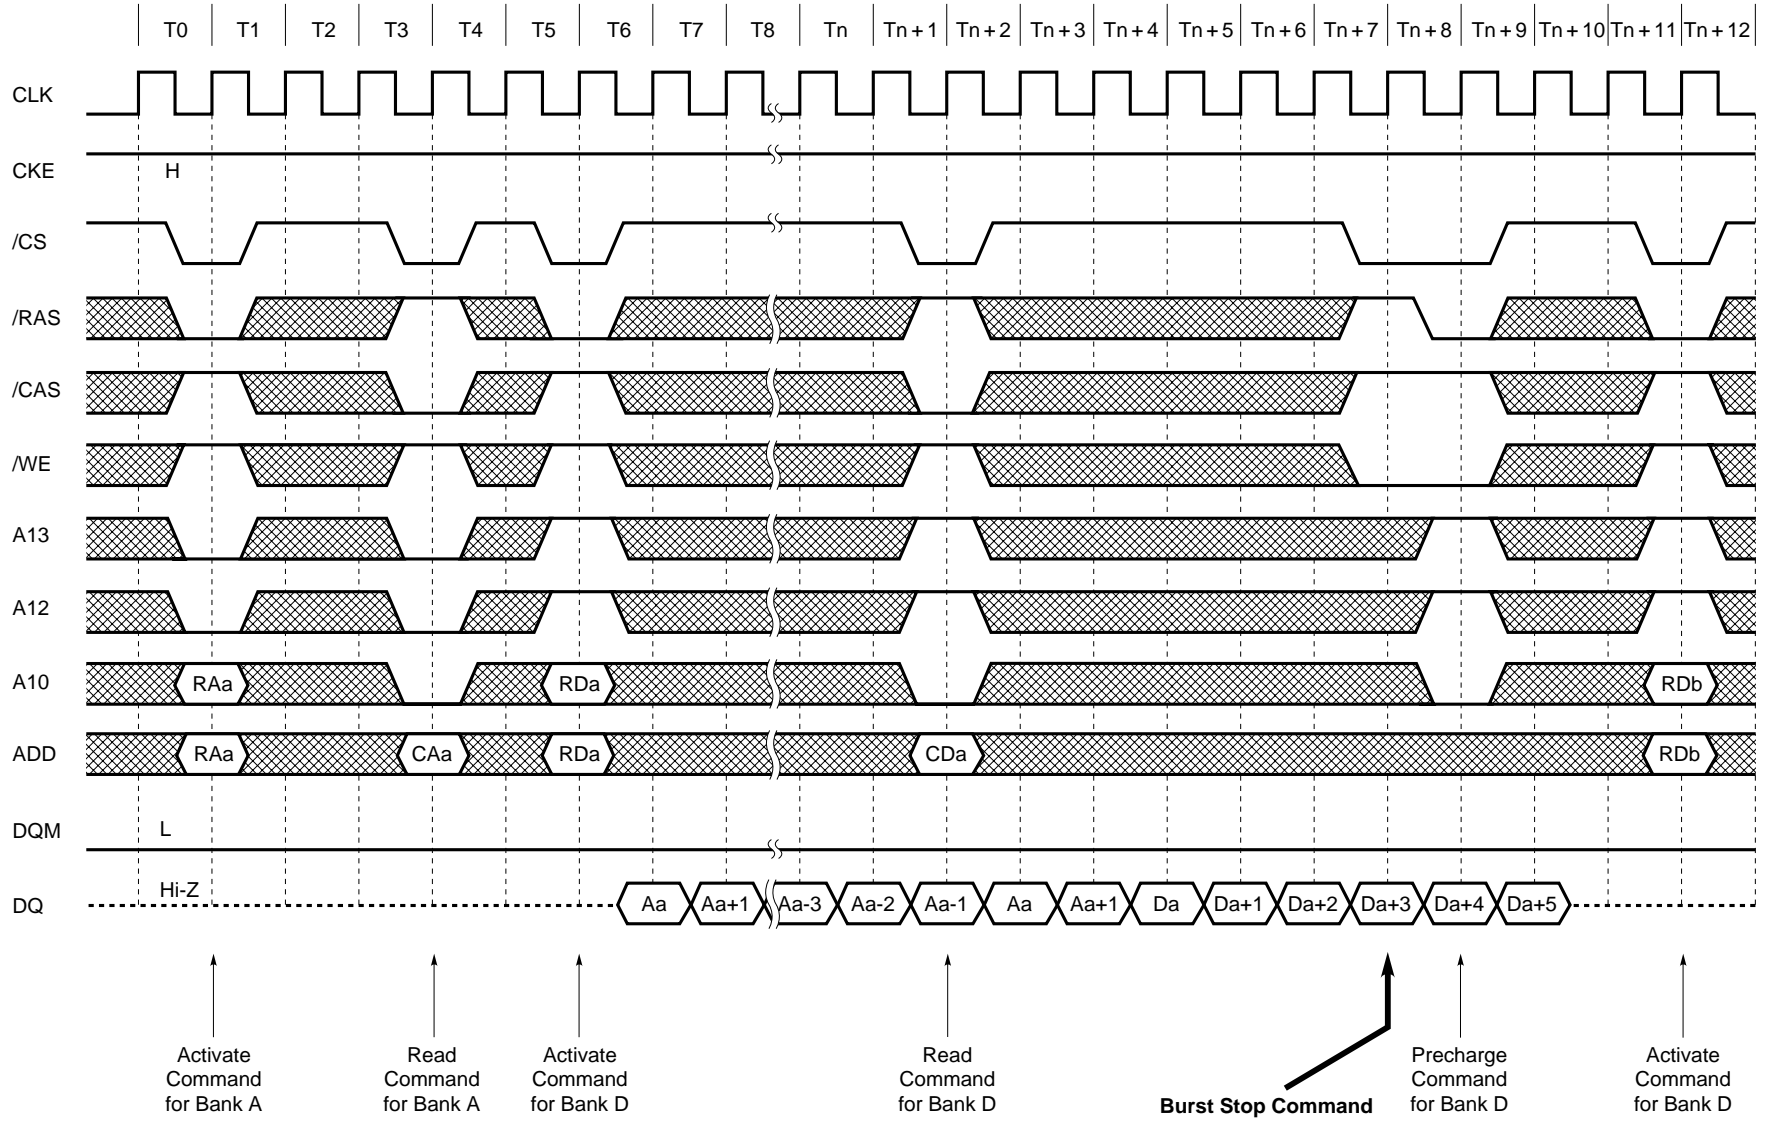 T0 T1 T2 T3 T4 T5 T6 T7 T8 Tn Tn + 1 Tn + 2 Tn + 3 Tn + 4 Tn + 5 Tn + 6 Tn + 7 Tn + 8 Tn + 9 Tn + 10 Tn + 11 Tn + 12
CLK
CKE H
/CS
/RAS
/CAS
/WE
A13
A12
A10 RAa RDa RDb
ADD RAa CAa RDa CDa RDb
DQM L
DQ Hi-Z Aa Aa+1 Aa-3 Aa-2 Aa-1 Aa Aa+1 Da Da+1 Da+2 Da+3 Da+4 Da+5
Activate
Command
for Bank A
Read
Command
for Bank A
Activate
Command
for Bank D
Read
Command
for Bank D
Burst Stop Command
Precharge
Command
for Bank D
Activate
Command
for Bank D